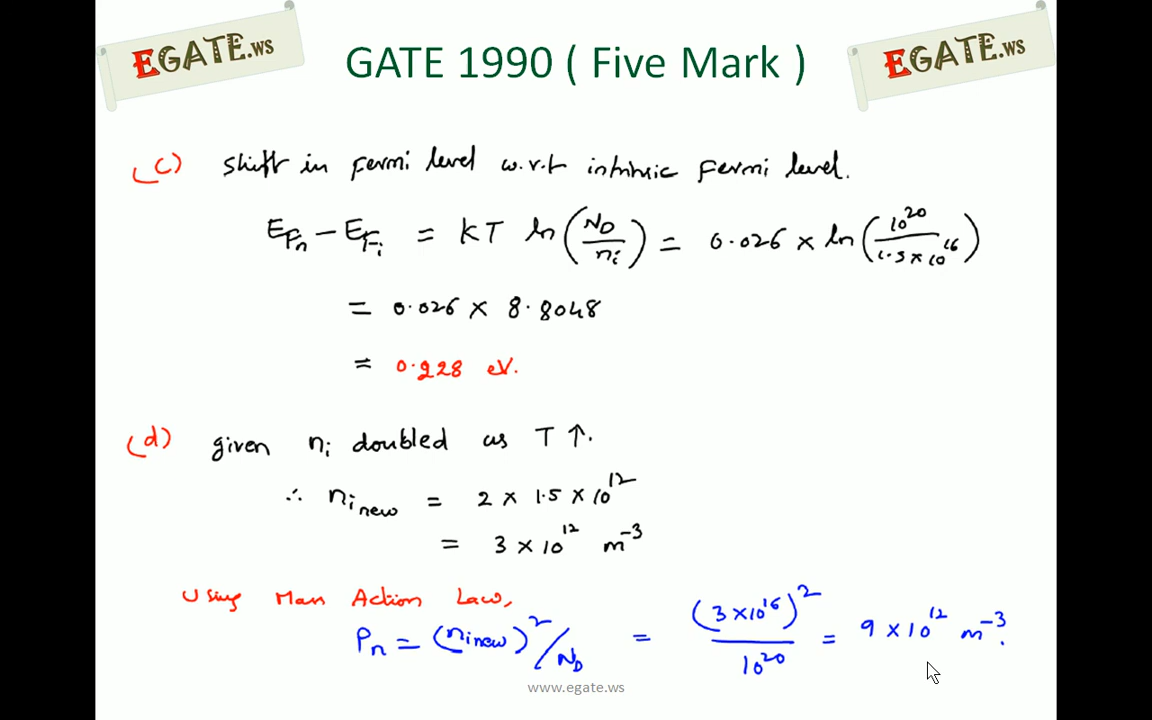 EGATE.ws
GATE 1990 ( Five Mark )
EGATE.ws
(c) shift in fermi level w.r.t intrinsic Fermi level.
E_Fn − E_Fi = KT ln(N_D/n_i) = 0.026 × ln(10^20/1.5×10^16)
= 0.026 × 8.8048
= 0.228 eV.
(d) given n_i doubled as T ↑.
∴ n_i new = 2 × 1.5 × 10^12
= 3 × 10^12 m^-3
Using Mass Action Law,
P_n = (n_i new)^2/N_D = (3×10^16)^2/10^20 = 9 × 10^12 m^-3.
www.egate.ws